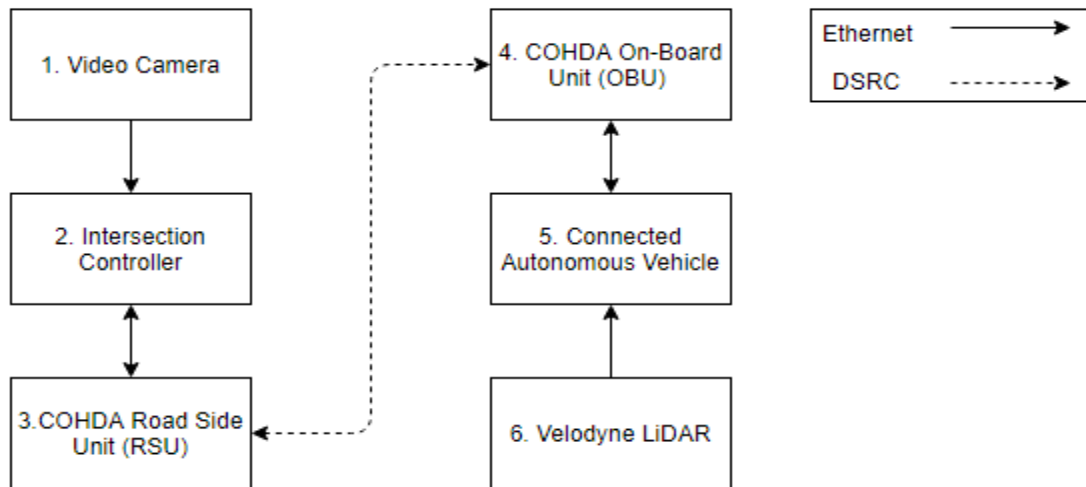 1. Video Camera
2. Intersection
Controller
3.COHDA Road Side
Unit (RSU)
4. COHDA On-Board
Unit (OBU)
5. Connected
Autonomous Vehicle
6. Velodyne LiDAR
Ethernet
DSRC